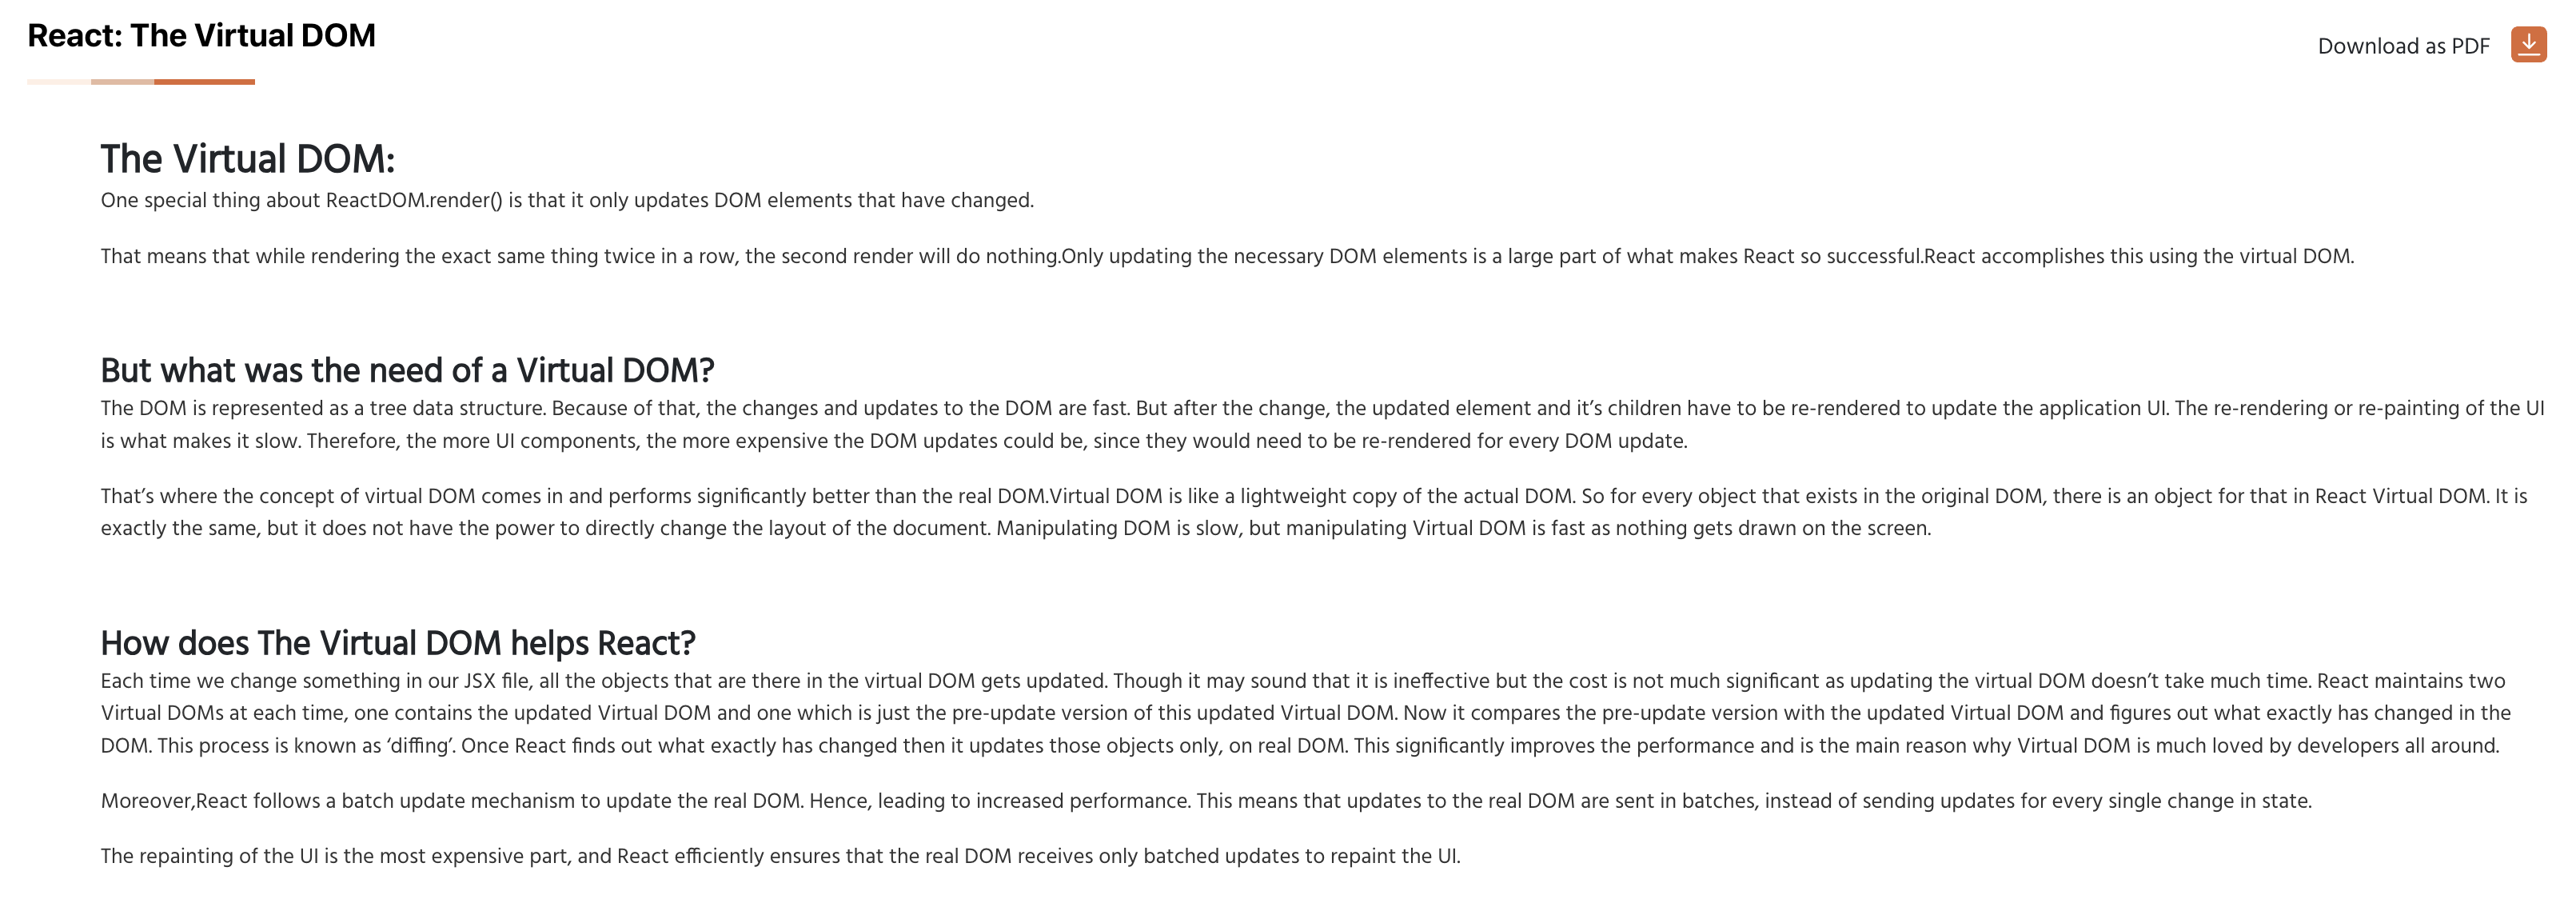 React: The Virtual DOM
Download as PDF
The Virtual DOM:
One special thing about ReactDOM.render() is that it only updates DOM elements that have changed.
That means that while rendering the exact same thing twice in a row, the second render will do nothing.Only updating the necessary DOM elements is a large part of what makes React so successful.React accomplishes this using the virtual DOM.
But what was the need of a Virtual DOM?
The DOM is represented as a tree data structure. Because of that, the changes and updates to the DOM are fast. But after the change, the updated element and it’s children have to be re-rendered to update the application UI. The re-rendering or re-painting of the UI
is what makes it slow. Therefore, the more UI components, the more expensive the DOM updates could be, since they would need to be re-rendered for every DOM update.
That’s where the concept of virtual DOM comes in and performs significantly better than the real DOM.Virtual DOM is like a lightweight copy of the actual DOM. So for every object that exists in the original DOM, there is an object for that in React Virtual DOM. It is
exactly the same, but it does not have the power to directly change the layout of the document. Manipulating DOM is slow, but manipulating Virtual DOM is fast as nothing gets drawn on the screen.
How does The Virtual DOM helps React?
Each time we change something in our JSX file, all the objects that are there in the virtual DOM gets updated. Though it may sound that it is ineffective but the cost is not much significant as updating the virtual DOM doesn’t take much time. React maintains two
Virtual DOMs at each time, one contains the updated Virtual DOM and one which is just the pre-update version of this updated Virtual DOM. Now it compares the pre-update version with the updated Virtual DOM and figures out what exactly has changed in the
DOM. This process is known as ‘diffing’. Once React finds out what exactly has changed then it updates those objects only, on real DOM. This significantly improves the performance and is the main reason why Virtual DOM is much loved by developers all around.
Moreover,React follows a batch update mechanism to update the real DOM. Hence, leading to increased performance. This means that updates to the real DOM are sent in batches, instead of sending updates for every single change in state.
The repainting of the UI is the most expensive part, and React efficiently ensures that the real DOM receives only batched updates to repaint the UI.